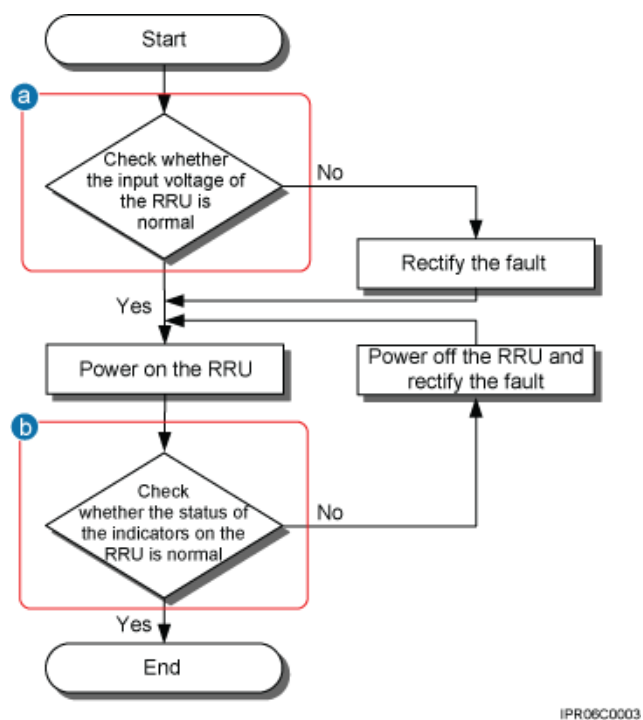 Start
a
Check whether
the input voltage of
the RRU is
normal
No
Rectify the fault
Yes
Power on the RRU
Power off the RRU and
rectify the fault
b
Check
whether the status of
the indicators on the
RRU is normal
No
Yes
End
IPR06C0003